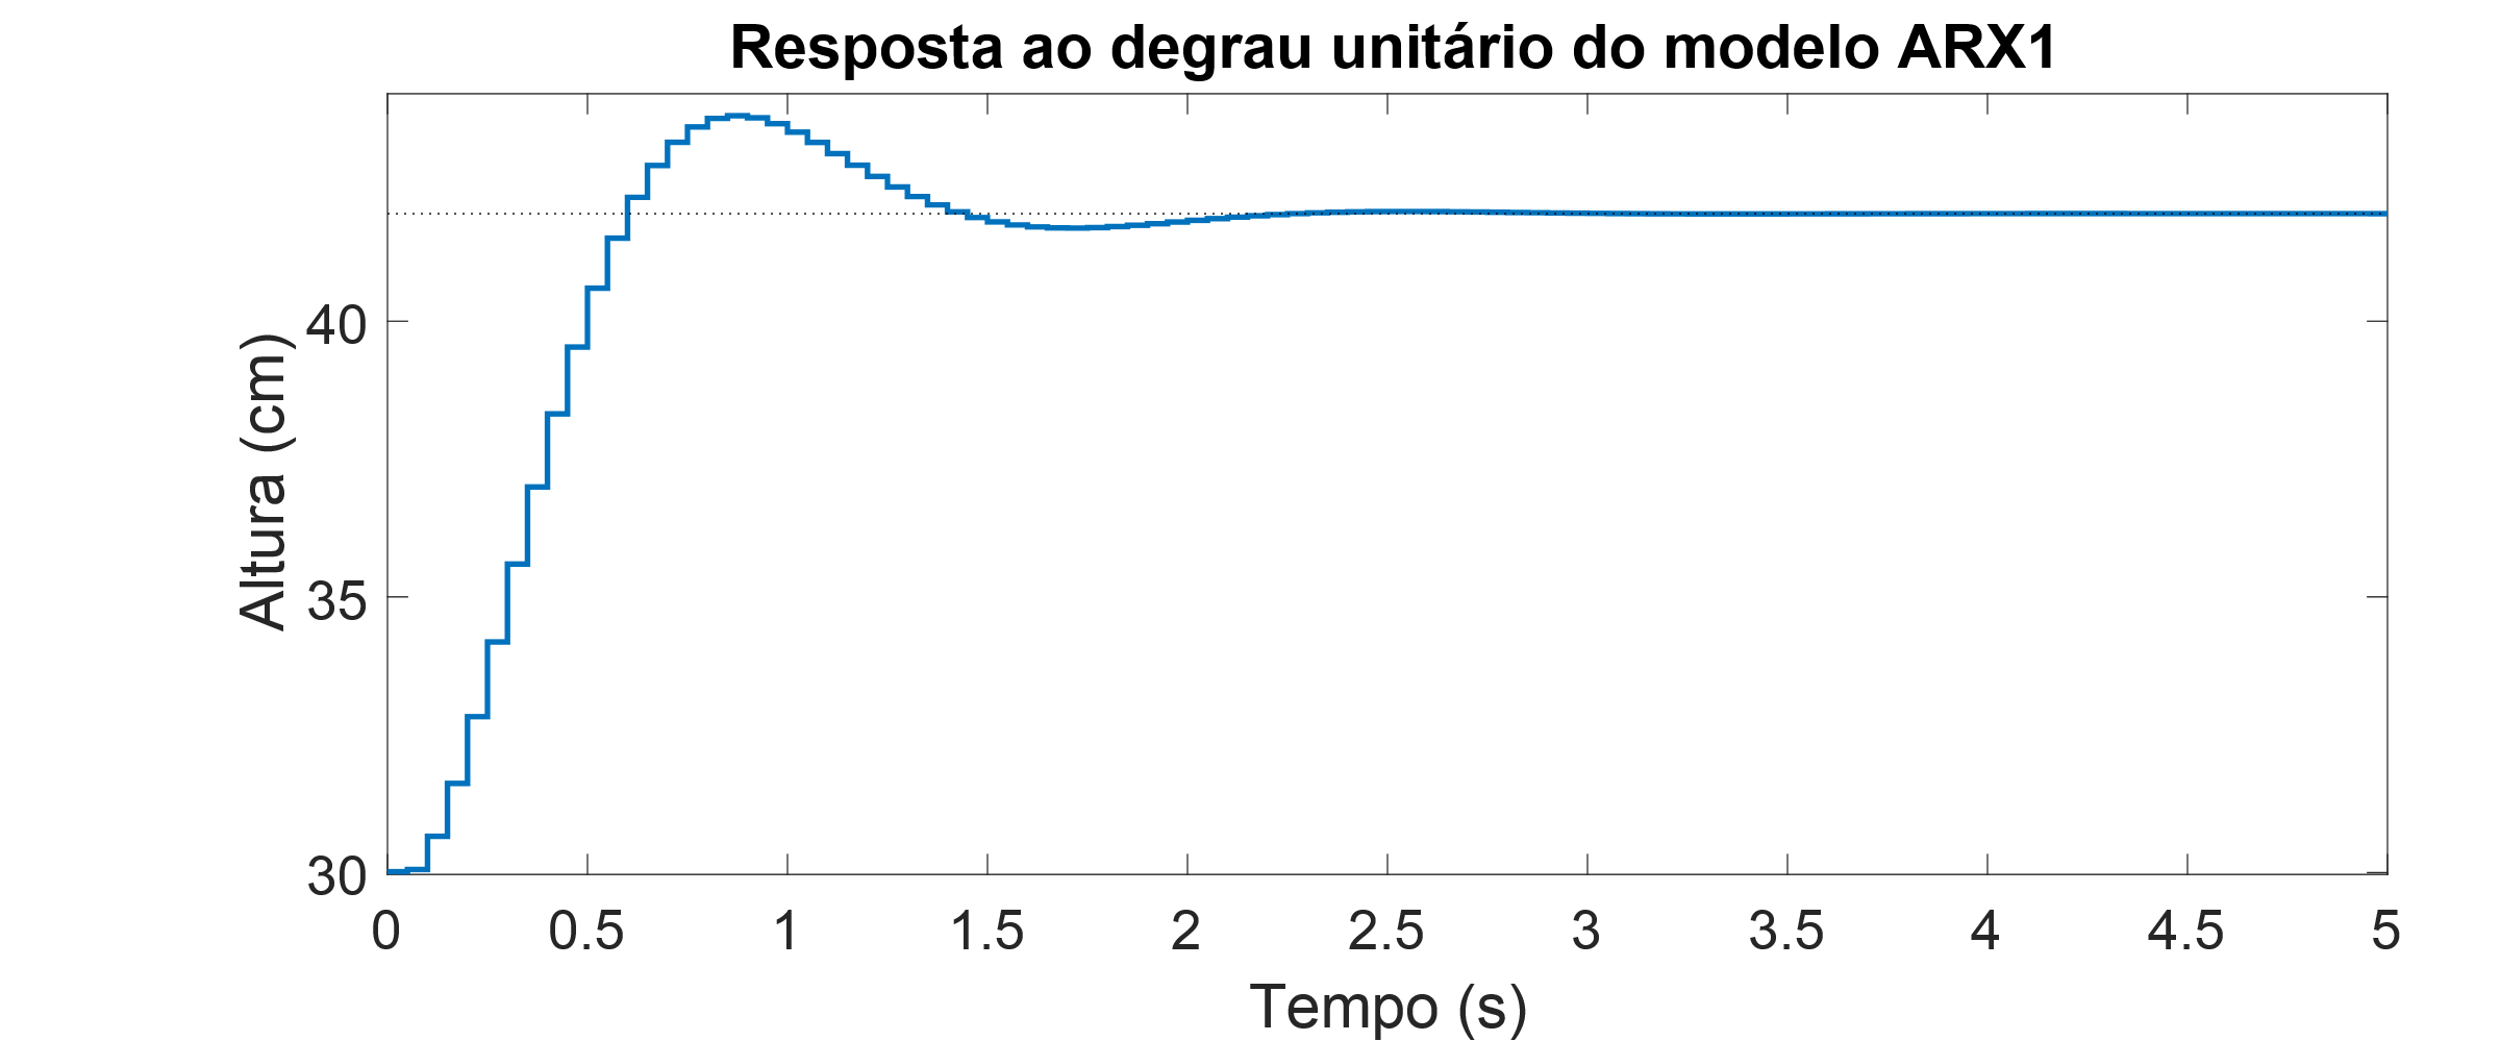 Resposta ao degrau unitário do modelo ARX1
Altura (cm)
40
35
30
0 0.5 1 1.5 2 2.5 3 3.5 4 4.5 5
Tempo (s)